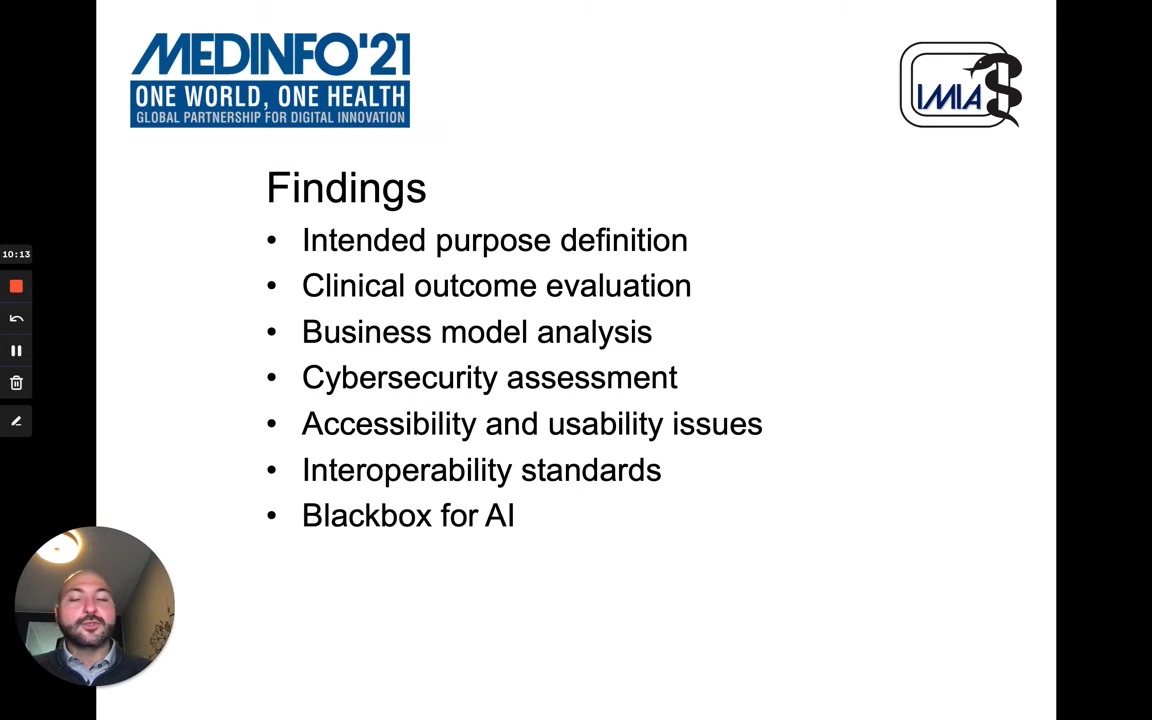 MEDINFO'21
ONE WORLD, ONE HEALTH
GLOBAL PARTNERSHIP FOR DIGITAL INNOVATION
IMIA
Findings
• Intended purpose definition
• Clinical outcome evaluation
• Business model analysis
• Cybersecurity assessment
• Accessibility and usability issues
• Interoperability standards
• Blackbox for AI
10:13